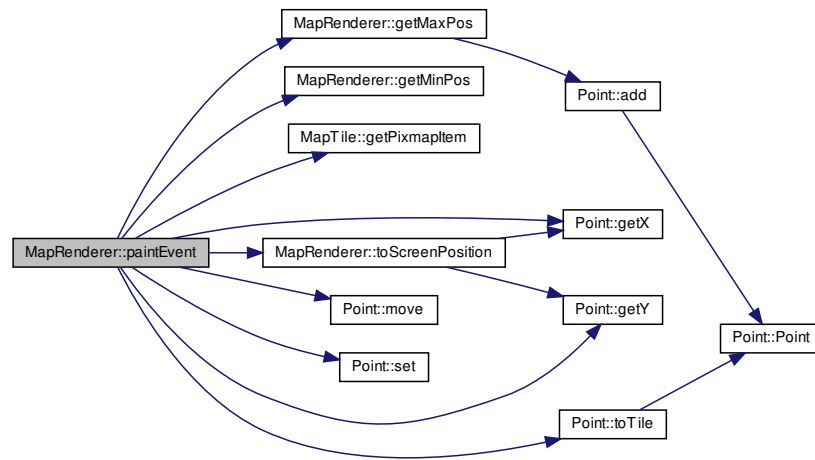 MapRenderer::getMaxPos
MapRenderer::getMinPos
Point::add
MapTile::getPixmapItem
Point::getX
MapRenderer::paintEvent
MapRenderer::toScreenPosition
Point::move
Point::getY
Point::Point
Point::set
Point::toTile